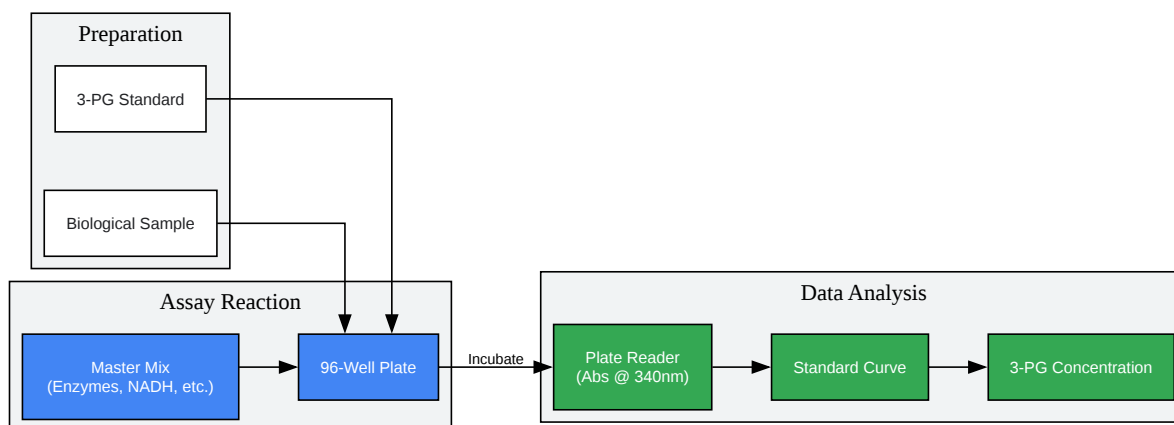 Preparation
3-PG Standard
Biological Sample
Assay Reaction
Master Mix
(Enzymes, NADH, etc.)
96-Well Plate
Incubate
Data Analysis
Plate Reader
(Abs @ 340nm)
Standard Curve
3-PG Concentration